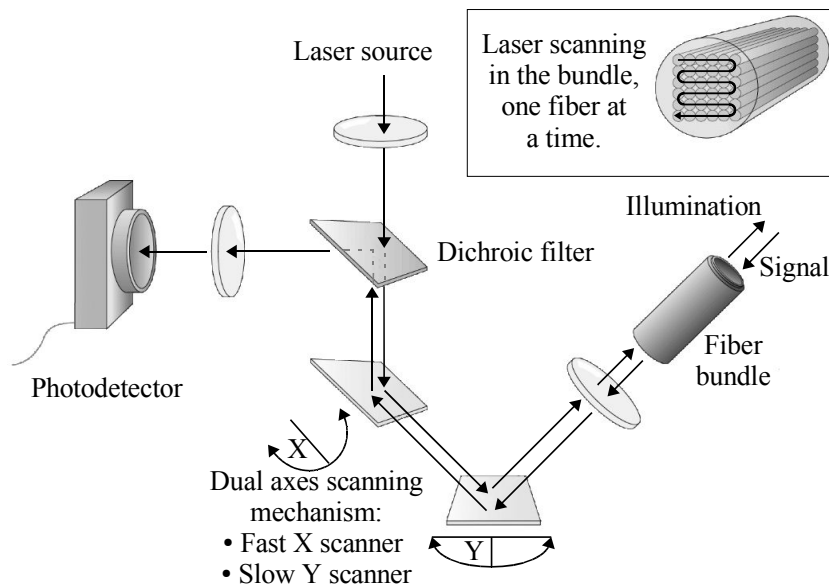 Laser source
Laser scanning
in the bundle,
one fiber at
a time.
Illumination
Signal
Dichroic filter
Fiber
bundle
Photodetector
X
Dual axes scanning
mechanism:
• Fast X scanner
• Slow Y scanner
Y